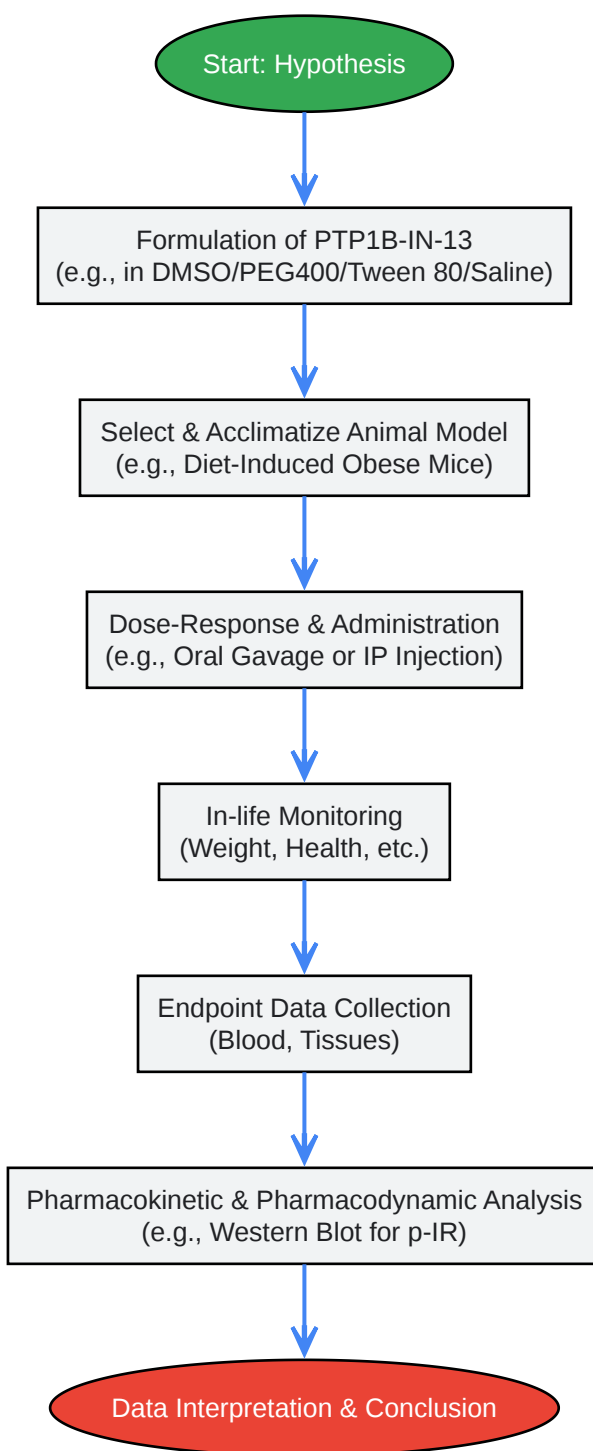 Start: Hypothesis
Formulation of PTP1B-IN-13
(e.g., in DMSO/PEG400/Tween 80/Saline)
Select & Acclimatize Animal Model
(e.g., Diet-Induced Obese Mice)
Dose-Response & Administration
(e.g., Oral Gavage or IP Injection)
In-life Monitoring
(Weight, Health, etc.)
Endpoint Data Collection
(Blood, Tissues)
Pharmacokinetic & Pharmacodynamic Analysis
(e.g., Western Blot for p-IR)
Data Interpretation & Conclusion